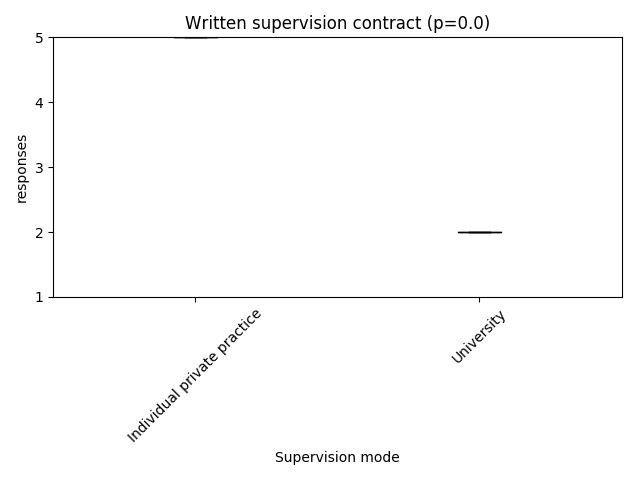 Written supervision contract (p=0.0)
5
4
3
2
1
responses
Individual private practice
University
Supervision mode